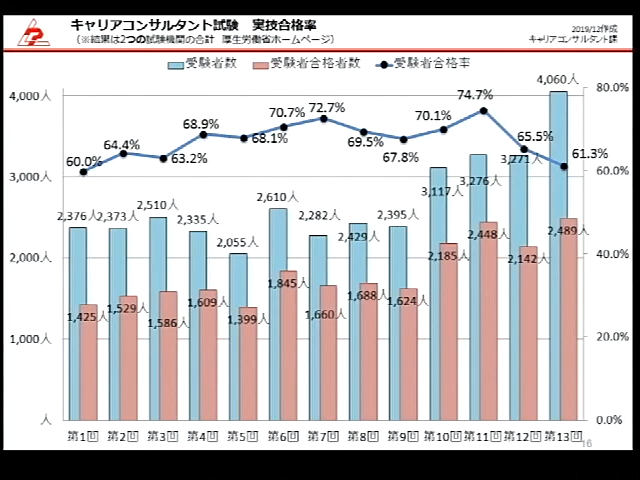 キャリアコンサルタント試験　実技合格率
（※結果は2つの試験機関の合計　厚生労働省ホームページ）
2019/12作成
キャリアコンサルタント課
受験者数　受験者合格者数　受験者合格率
4,000人
3,000人
2,000人
1,000人
人
80.0%
60.0%
40.0%
20.0%
0.0%
60.0%
64.4%
63.2%
68.9%
68.1%
70.7%
72.7%
69.5%
67.8%
70.1%
74.7%
65.5%
61.3%
2,376人
2,373人
2,510人
2,335人
2,055人
2,610人
2,282人
2,429人
2,395人
3,117人
3,276人
3,277人
4,060人
1,425人
1,529人
1,586人
1,609人
1,399人
1,845人
1,660人
1,688人
1,624人
2,185人
2,448人
2,142人
2,489人
第1回 第2回 第3回 第4回 第5回 第6回 第7回 第8回 第9回 第10回 第11回 第12回 第13回
16